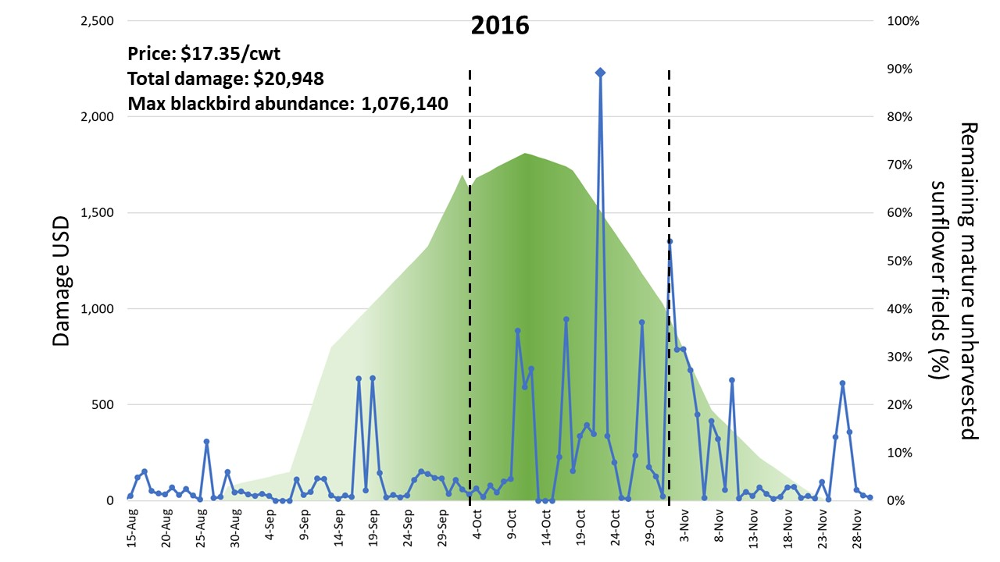 2016
Price: $17.35/cwt
Total damage: $20,948
Max blackbird abundance: 1,076,140
Damage USD
2,500
2,000
1,500
1,000
500
0
100%
90%
80%
70%
60%
50%
40%
30%
20%
10%
0%
Remaining mature unharvested
sunflower fields (%)
15-Aug
20-Aug
25-Aug
30-Aug
4-Sep
9-Sep
14-Sep
19-Sep
24-Sep
29-Sep
4-Oct
9-Oct
14-Oct
19-Oct
24-Oct
29-Oct
3-Nov
8-Nov
13-Nov
18-Nov
23-Nov
28-Nov